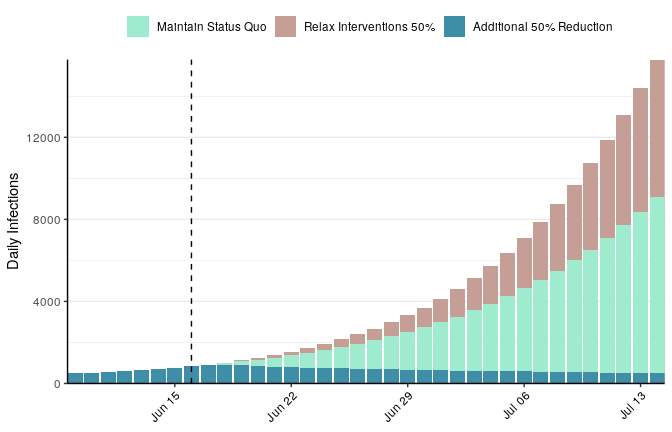 Maintain Status Quo Relax Interventions 50% Additional 50% Reduction
Daily Infections
12000
8000
4000
0
Jun 15 Jun 22 Jun 29 Jul 06 Jul 13